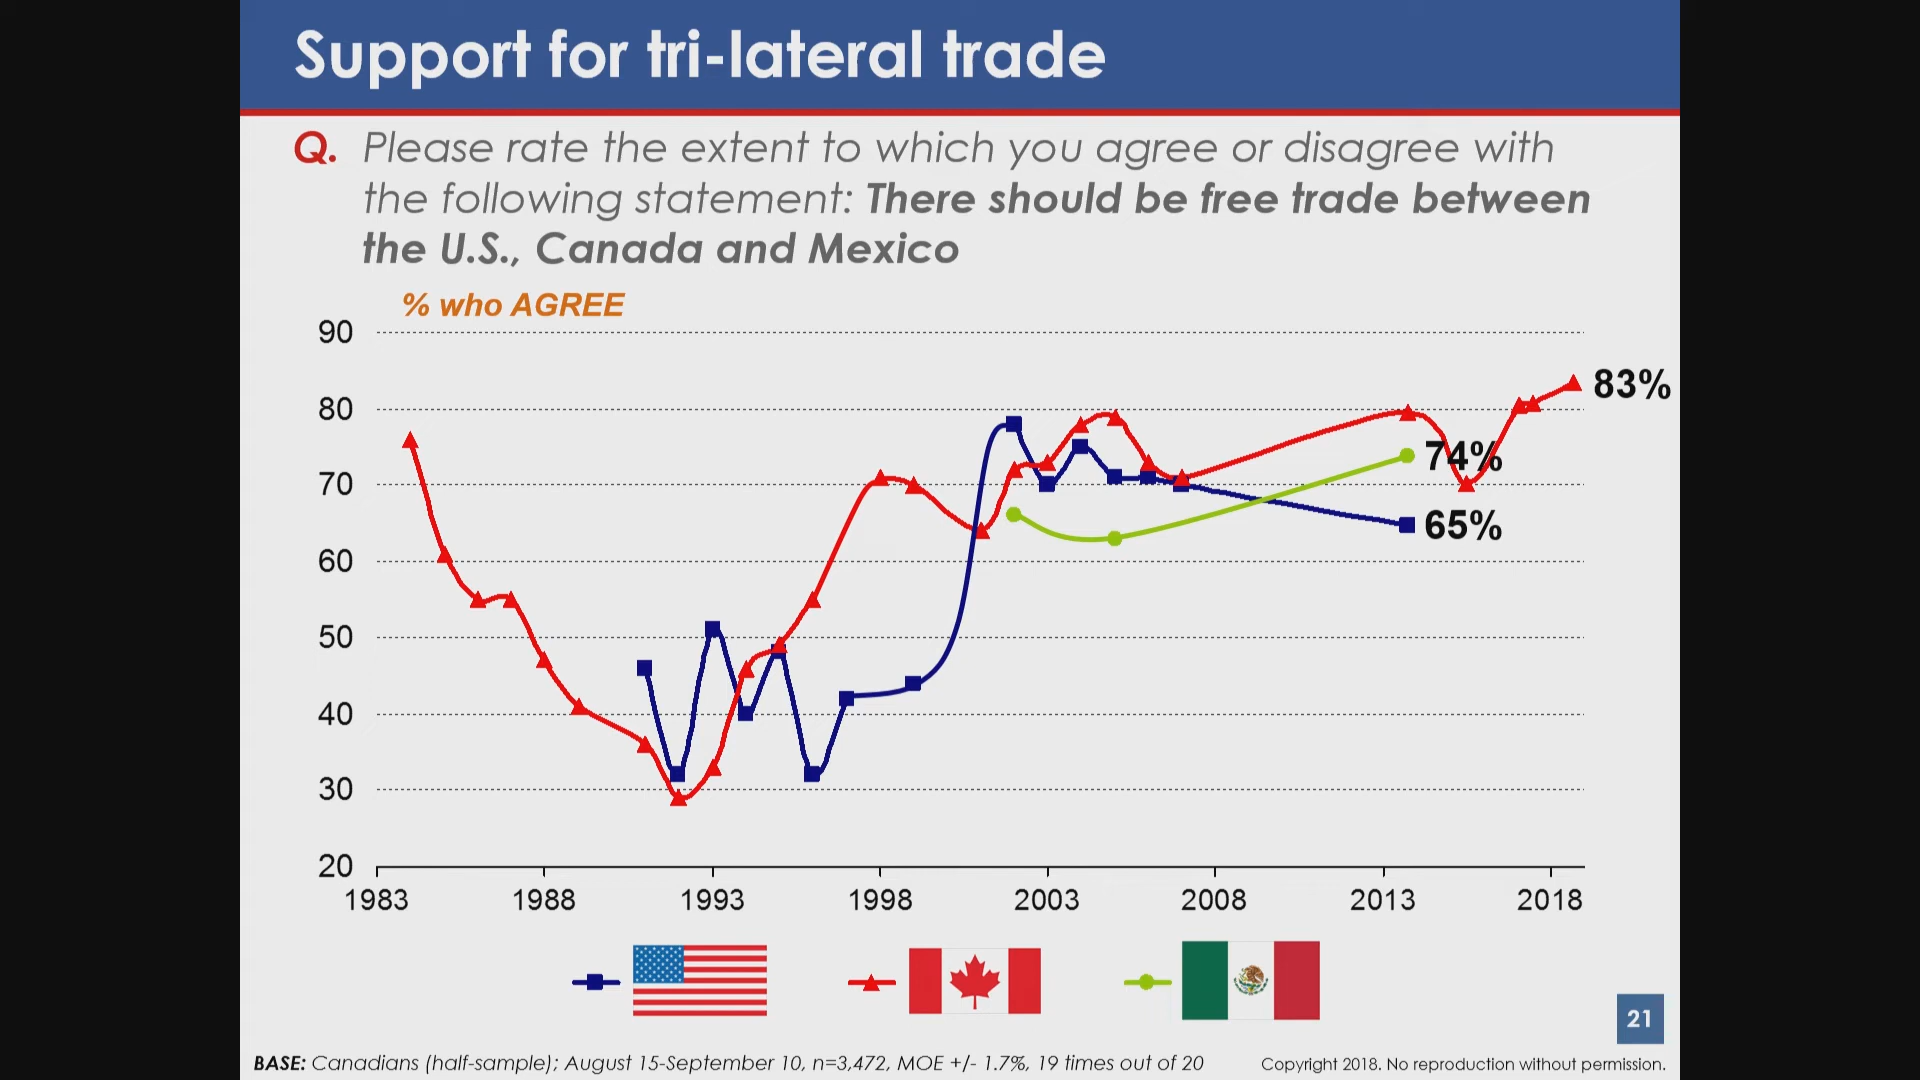 Support for tri-lateral trade
Q. Please rate the extent to which you agree or disagree with
the following statement: There should be free trade between
the U.S., Canada and Mexico
% who AGREE
90
80
70
60
50
40
30
20
83%
74%
65%
1983 1988 1993 1998 2003 2008 2013 2018
21
BASE: Canadians (half-sample); August 15-September 10, n=3,472, MOE +/- 1.7%, 19 times out of 20
Copyright 2018. No reproduction without permission.